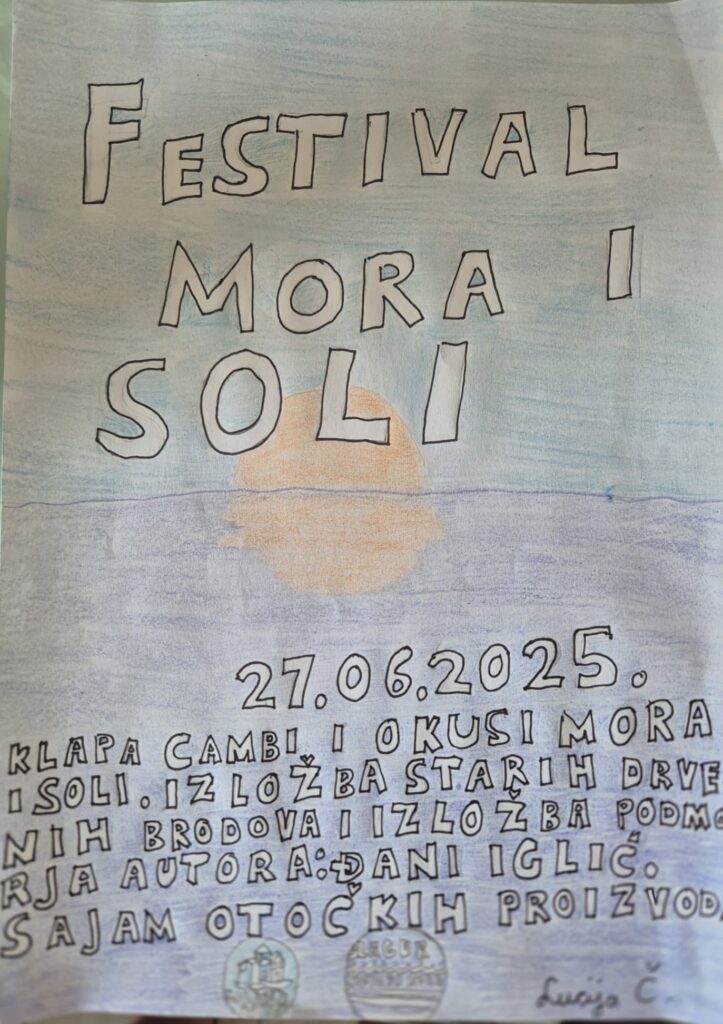 FESTIVAL
MORA I
SOLI
27.06.2025.
KLAPA CAMBI I OKUSI MORA
I SOLI. IZLOŽBA STARIH DRVE
NIH BRODOVA I IZLOŽBA PODMO
RJA AUTORA:ĐANI IGLIĆ.
SAJAM OTOČKIH PROIZVODA
Lucija Č.